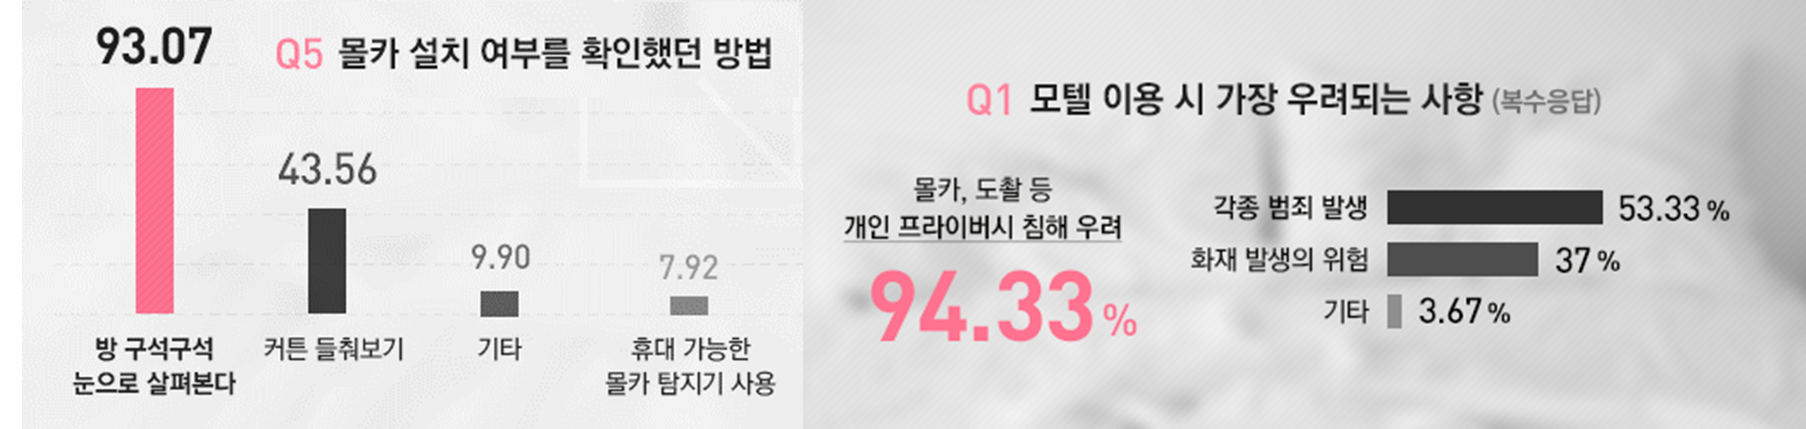 93.07
Q5 몰카 설치 여부를 확인했던 방법
43.56
9.90
7.92
방 구석구석
눈으로 살펴본다
커튼 들춰보기
기타
휴대 가능한
몰카 탐지기 사용
Q1 모텔 이용 시 가장 우려되는 사항 (복수응답)
몰카, 도촬 등
개인 프라이버시 침해 우려
94.33%
각종 범죄 발생 53.33%
화재 발생의 위험 37%
기타 3.67%